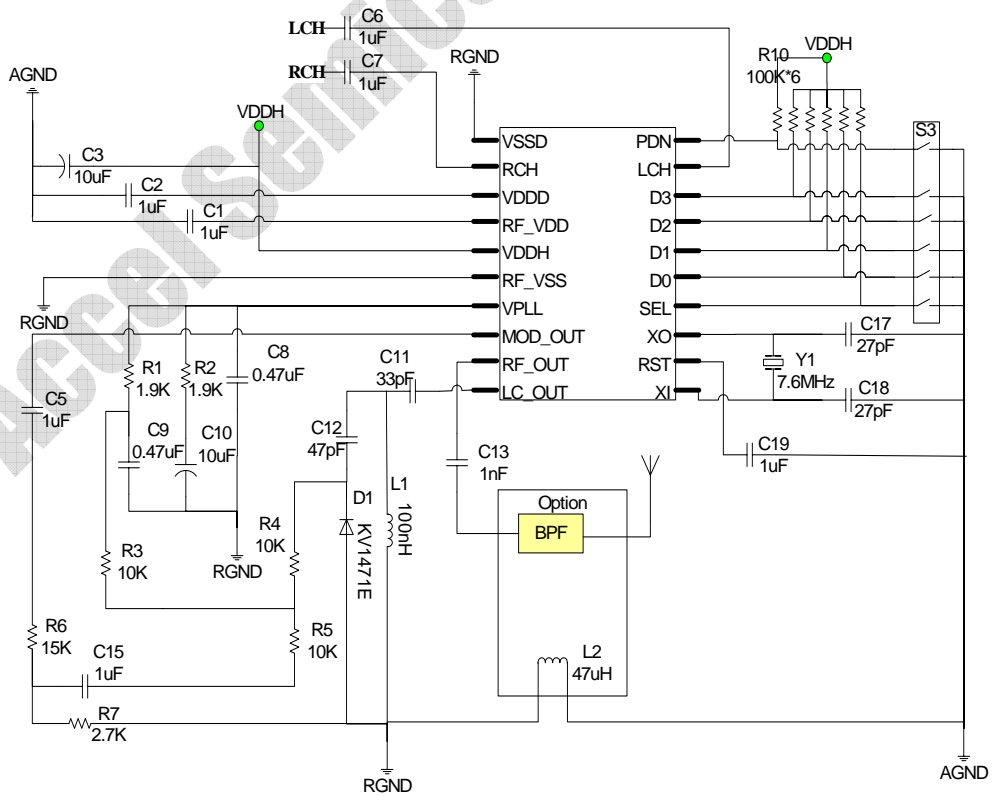 Accel Semico
LCH
C6
1uF
RCH
C7
1uF
AGND
VDDH
C3
10uF
C2
1uF
C1
1uF
RGND
RGND
VSSD
RCH
VDDD
RF_VDD
VDDH
RF_VSS
VPLL
MOD_OUT
RF_OUT
LC_OUT
PDN
LCH
D3
D2
D1
D0
SEL
XO
RST
XI
R10
100K*6
VDDH
S3
C17
27pF
Y1
7.6MHz
C18
27pF
C19
1uF
R1
1.9K
R2
1.9K
C8
0.47uF
C11
33pF
C5
1uF
C9
0.47uF
C10
10uF
C12
47pF
C13
1nF
D1
KV1471E
L1
100nH
R3
10K
R4
10K
RGND
Option
BPF
R6
15K
C15
1uF
R5
10K
L2
47uH
R7
2.7K
RGND
AGND